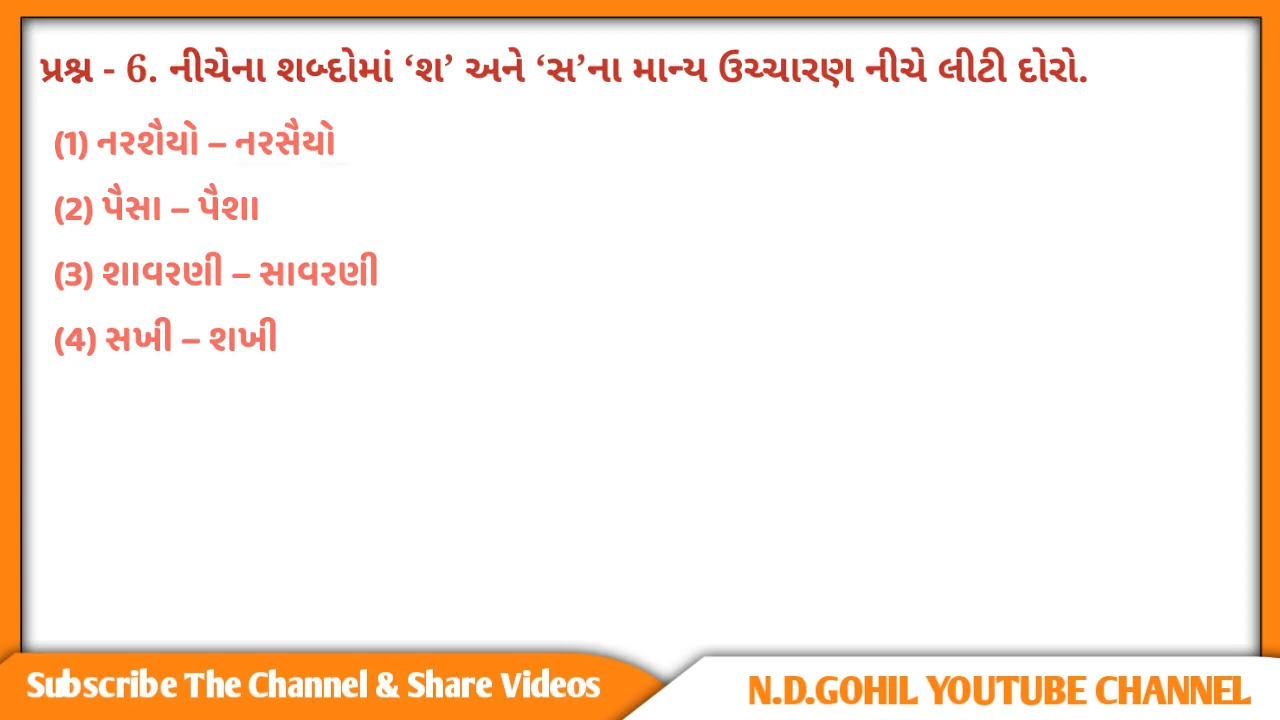 પ્રશ્ન - 6. નીચેના શબ્દોમાં ‘શ’ અને ‘સ’ના માન્ય ઉચ્ચારણ નીચે લીટી દોરો.
(1) નરશૈયો – નરસૈયો
(2) પૈસા – પૈશા
(3) શાવરણી – સાવરણી
(4) સખી – શખી
Subscribe The Channel & Share Videos
N.D.GOHIL YOUTUBE CHANNEL